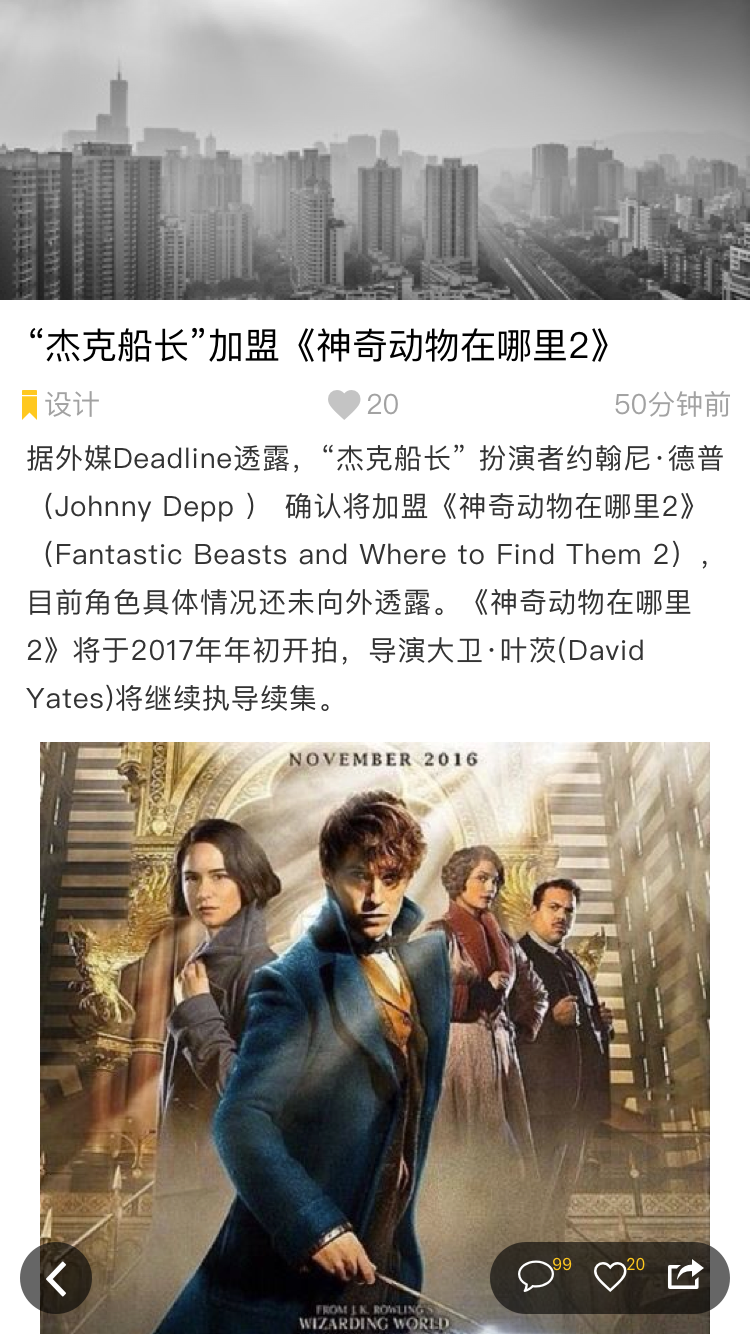 “杰克船长”加盟《神奇动物在哪里2》
设计
20
50分钟前
据外媒Deadline透露，“杰克船长” 扮演者约翰尼·德普
（Johnny Depp ） 确认将加盟《神奇动物在哪里2》
（Fantastic Beasts and Where to Find Them 2），
目前角色具体情况还未向外透露。《神奇动物在哪里
2》将于2017年年初开拍，导演大卫·叶茨(David
Yates)将继续执导续集。
NOVEMBER 2016
99
20
FROM J.K. ROWLING'S
WIZARDING WORLD